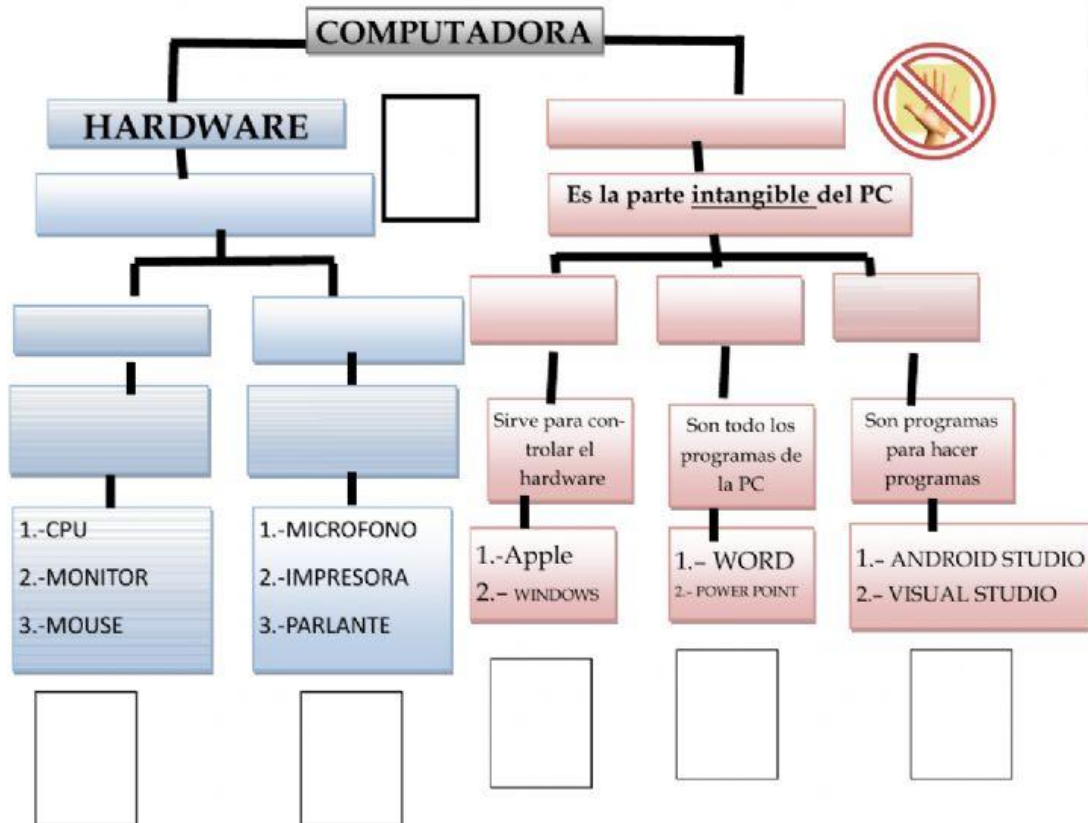 COMPUTADORA
HARDWARE
Es la parte intangible del PC
Sirve para con-
trolar el
hardware
Son todo los
programas de
la PC
Son programas
para hacer
programas
1.-CPU
2.-MONITOR
3.-MOUSE
1.-MICROFONO
2.-IMPRESORA
3.-PARLANTE
1.-Apple
2.- WINDOWS
1.- WORD
2.- POWER POINT
1.- ANDROID STUDIO
2.- VISUAL STUDIO